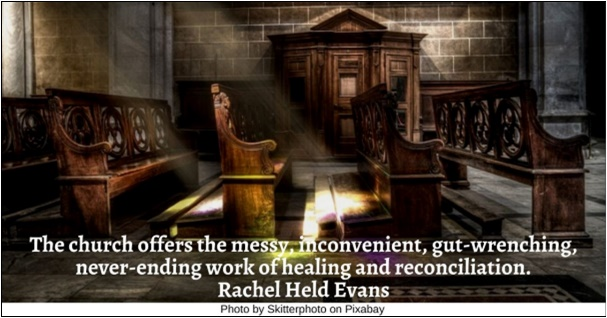 The church offers the messy, inconvenient, gut-wrenching,
never-ending work of healing and reconciliation.
Rachel Held Evans
Photo by Skitterphoto on Pixabay